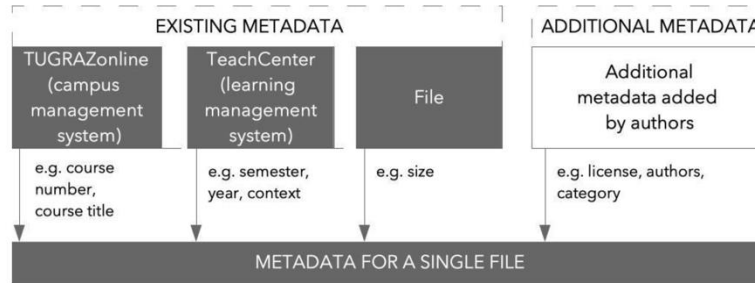 EXISTING METADATA
ADDITIONAL METADATA
TUGRAZonline
(campus
management
system)
TeachCenter
(learning
management
system)
File
Additional
metadata added
by authors
e.g. course
number,
course title
e.g. semester,
year, context
e.g. size
e.g. license, authors,
category
METADATA FOR A SINGLE FILE